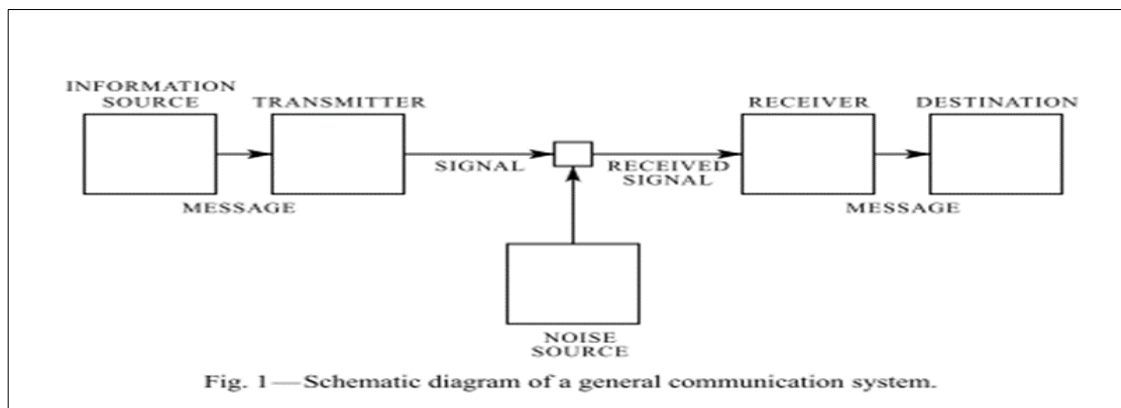 INFORMATION
SOURCE
TRANSMITTER
RECEIVER
DESTINATION
SIGNAL
RECEIVED
SIGNAL
MESSAGE
MESSAGE
NOISE
SOURCE
Fig. 1—Schematic diagram of a general communication system.